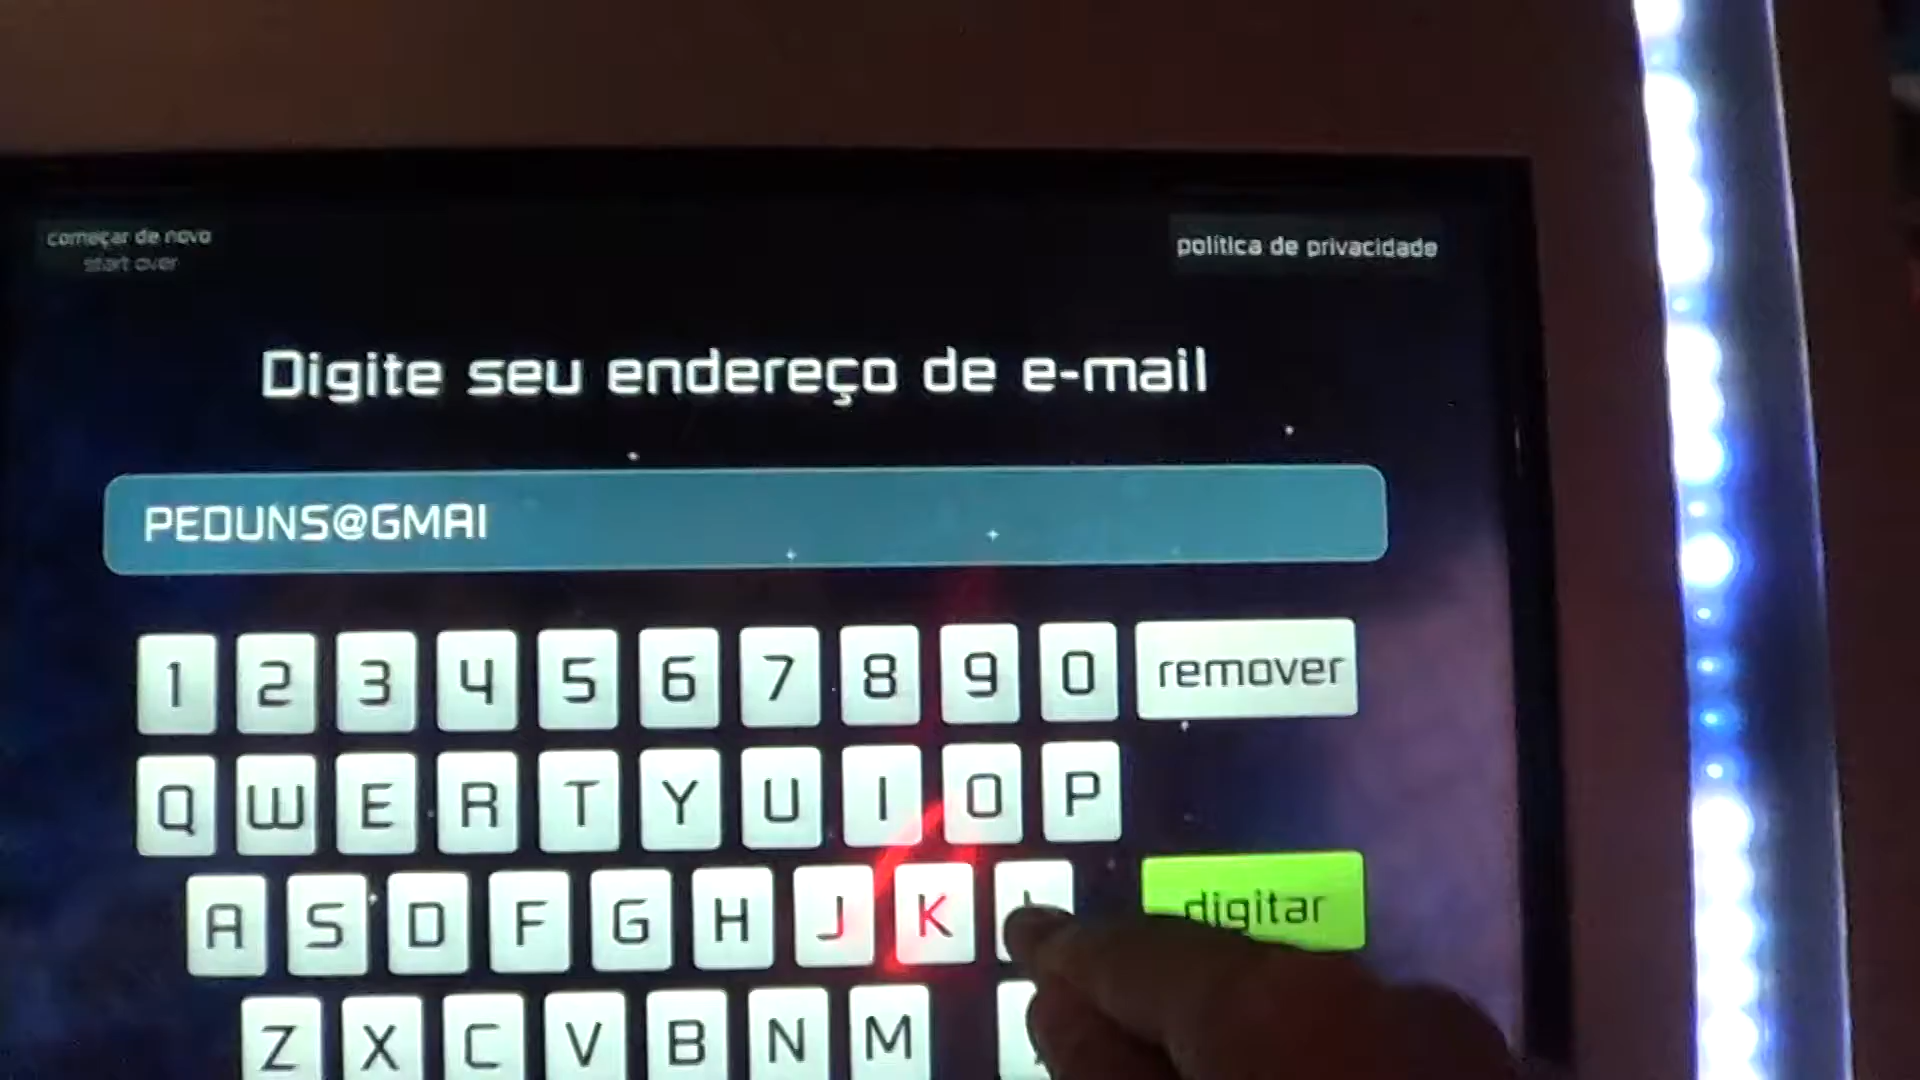 começar de novo
start over
política de privacidade
Digite seu endereço de e-mail
PEDUNS@GMAI
1 2 3 4 5 6 7 8 9 0 remover
Q W E R T Y U I O P
A S D F G H J K digitar
Z X C V B N M